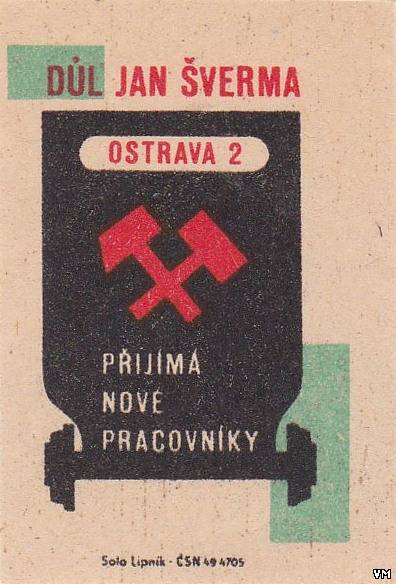 DŮL JAN ŠVERMA
OSTRAVA 2
PŘIJÍMÁ
NOVÉ
PRACOVNÍKY
Solo Lipník - ČSN 49 4705
VM